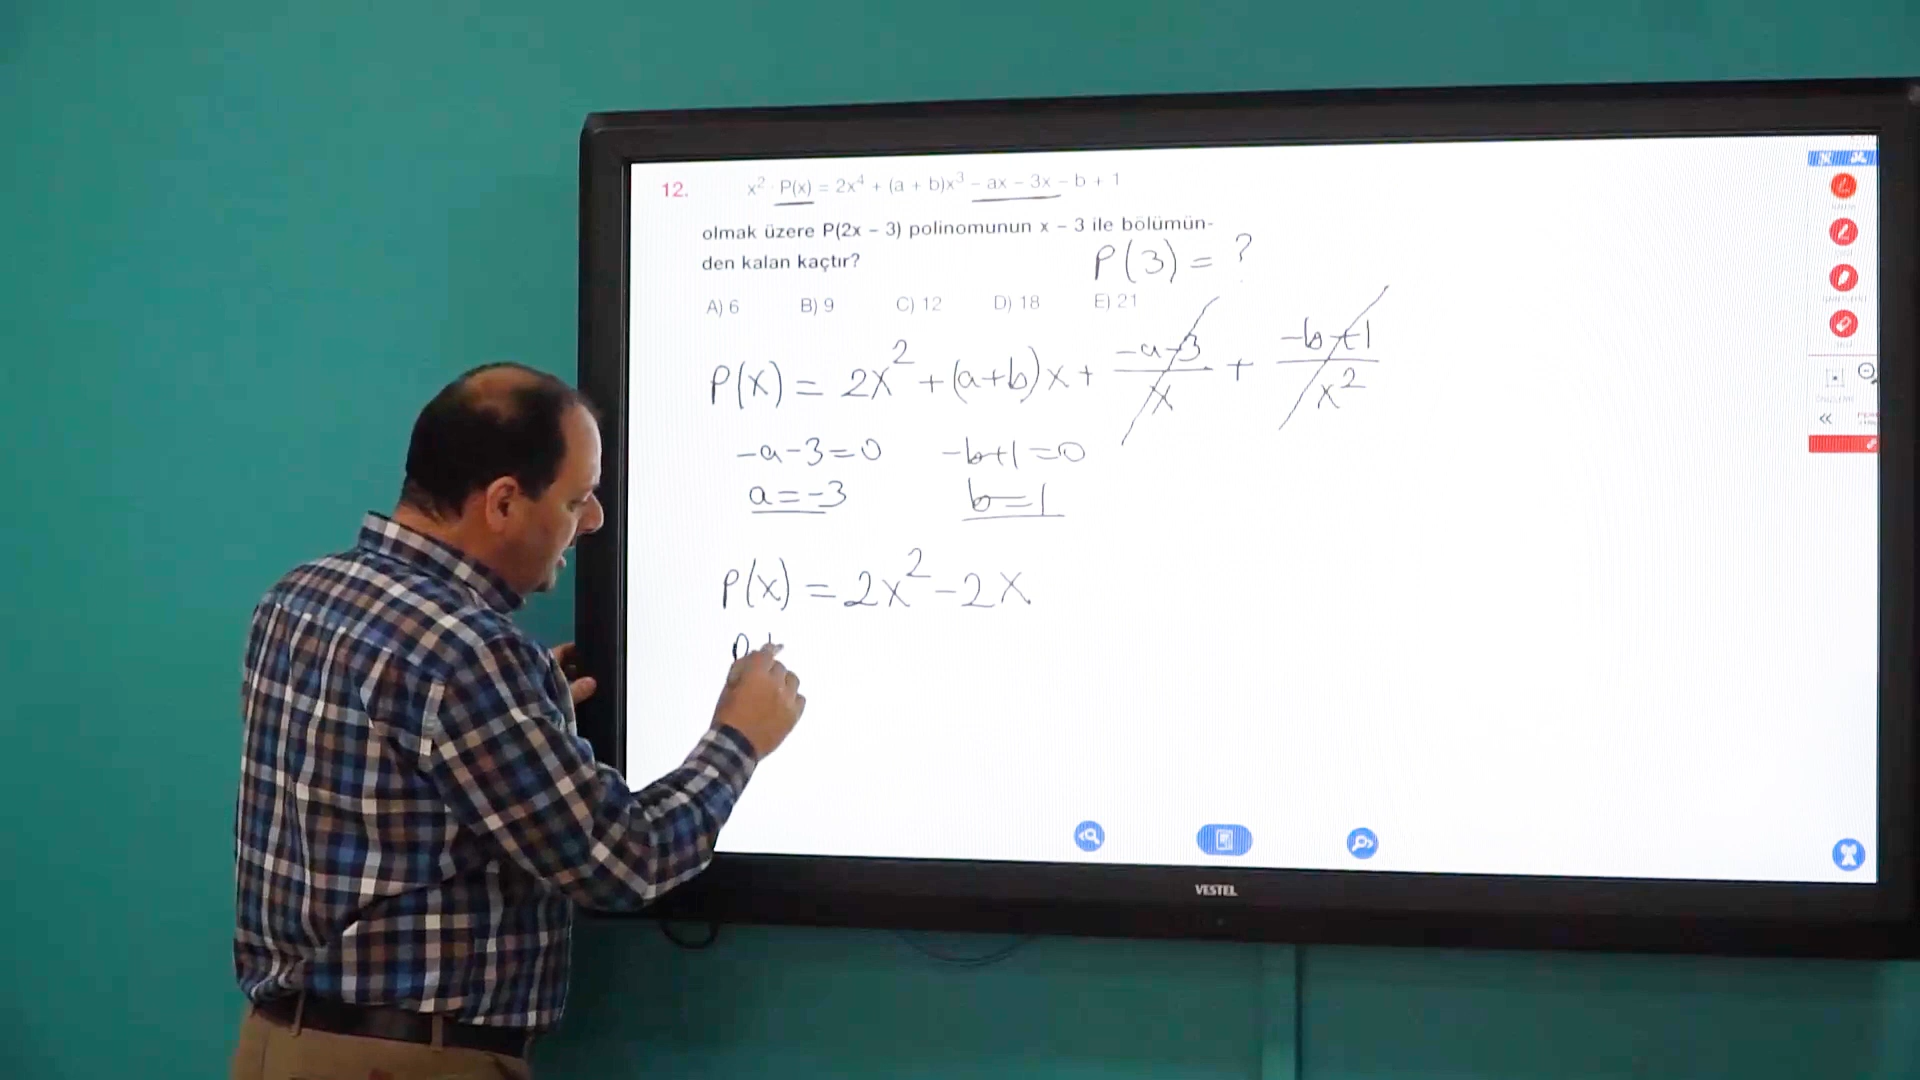 12. x² · P(x) = 2x⁴ + (a + b)x³ – ax – 3x – b + 1
olmak üzere P(2x – 3) polinomunun x – 3 ile bölümün-
den kalan kaçtır?
P(3) = ?
A) 6 B) 9 C) 12 D) 18 E) 21
P(x) = 2x² + (a+b)x + -a-3/x + -b+1/x²
-a-3=0 -b+1=0
a=-3 b=1
P(x) = 2x² - 2x
P
VESTEL